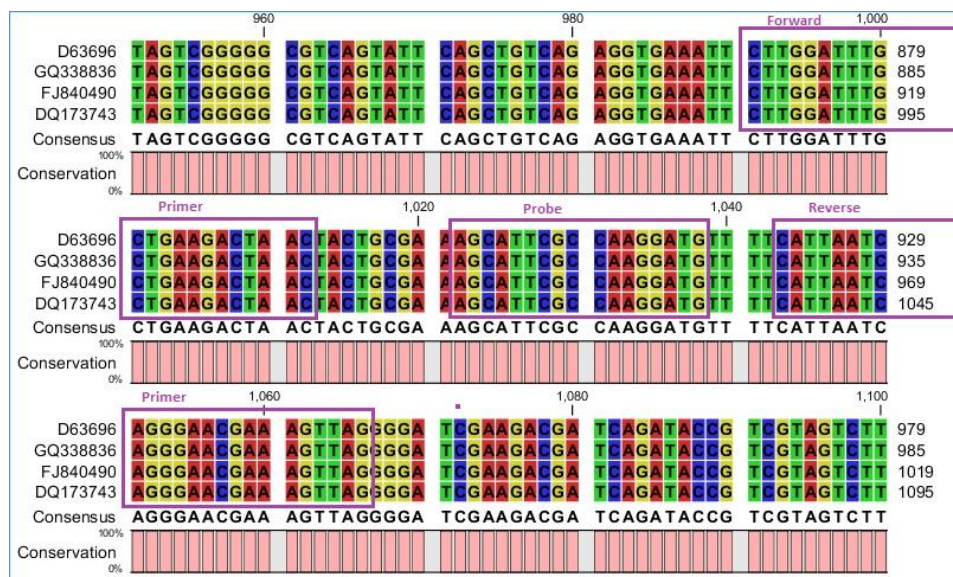 960 980 Forward 1,000
D63696 TAGTCGGGGG CGTCAGTATT CAGCTGTCAG AGGTGAAATT CTTGGATTTG 879
GQ338836 TAGTCGGGGG CGTCAGTATT CAGCTGTCAG AGGTGAAATT CTTGGATTTG 885
FJ840490 TAGTCGGGGG CGTCAGTATT CAGCTGTCAG AGGTGAAATT CTTGGATTTG 919
DQ173743 TAGTCGGGGG CGTCAGTATT CAGCTGTCAG AGGTGAAATT CTTGGATTTG 995
Consensus TAGTCGGGGG CGTCAGTATT CAGCTGTCAG AGGTGAAATT CTTGGATTTG
100%
Conservation
0%
Primer 1,020 Probe 1,040 Reverse
D63696 CTGAAGACTA ACTACTGCGA AAGCATTCGC CAAGGATGTT TTCATTAATC 929
GQ338836 CTGAAGACTA ACTACTGCGA AAGCATTCGC CAAGGATGTT TTCATTAATC 935
FJ840490 CTGAAGACTA ACTACTGCGA AAGCATTCGC CAAGGATGTT TTCATTAATC 969
DQ173743 CTGAAGACTA ACTACTGCGA AAGCATTCGC CAAGGATGTT TTCATTAATC 1045
Consensus CTGAAGACTA ACTACTGCGA AAGCATTCGC CAAGGATGTT TTCATTAATC
100%
Conservation
0%
Primer 1,060 1,080 1,100
D63696 AGGGAACGAA AGTTAGGGGA TCGAAGACGA TCAGATACCG TCGTAGTCTT 979
GQ338836 AGGGAACGAA AGTTAGGGGA TCGAAGACGA TCAGATACCG TCGTAGTCTT 985
FJ840490 AGGGAACGAA AGTTAGGGGA TCGAAGACGA TCAGATACCG TCGTAGTCTT 1019
DQ173743 AGGGAACGAA AGTTAGGGGA TCGAAGACGA TCAGATACCG TCGTAGTCTT 1095
Consensus AGGGAACGAA AGTTAGGGGA TCGAAGACGA TCAGATACCG TCGTAGTCTT
100%
Conservation
0%